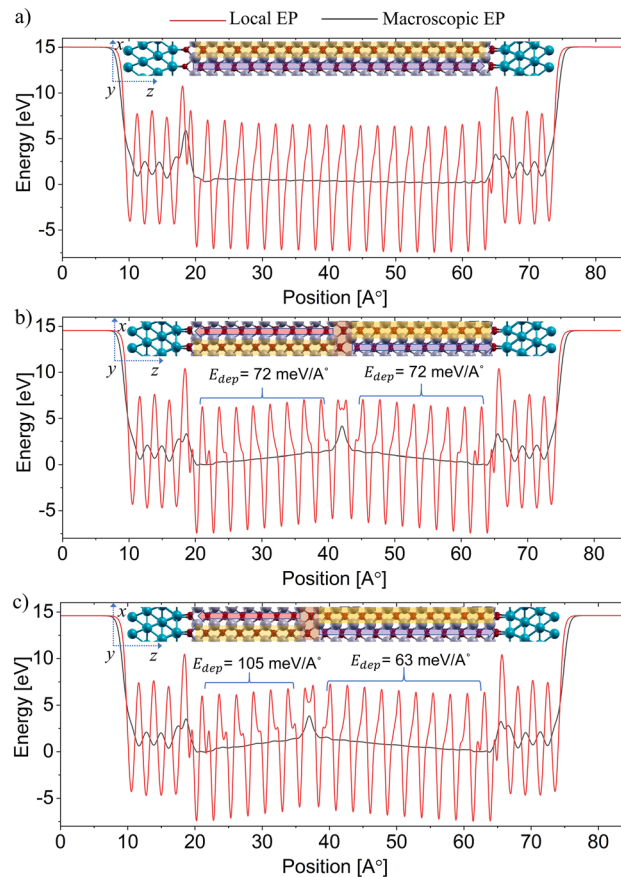 Local EP Macroscopic EP
a)
x
y z
15
10
5
0
-5
Energy [eV]
0 10 20 30 40 50 60 70 80
Position [A°]
b)
x
y z
15
10
5
0
-5
Energy [eV]
E_dep = 72 meV/A° E_dep = 72 meV/A°
0 10 20 30 40 50 60 70 80
Position [A°]
c)
x
y z
15
10
5
0
-5
Energy [eV]
E_dep = 105 meV/A° E_dep = 63 meV/A°
0 10 20 30 40 50 60 70 80
Position [A°]